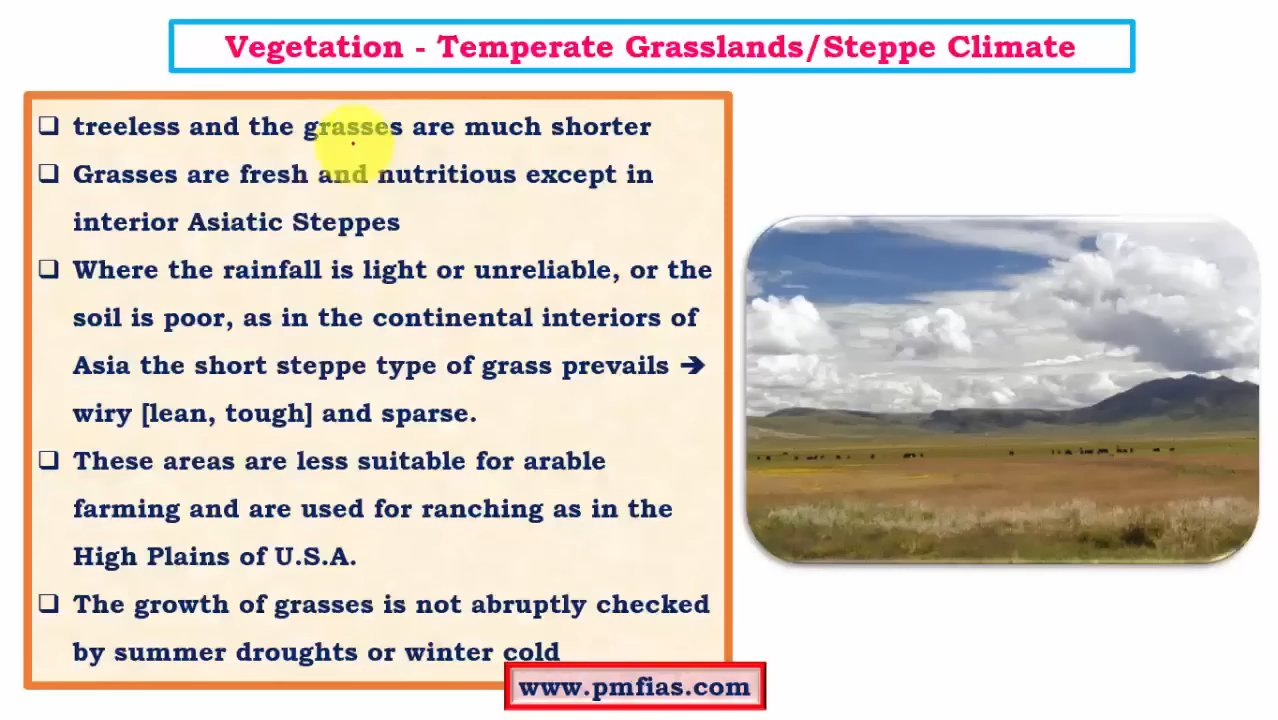 Vegetation - Temperate Grasslands/Steppe Climate
❑ treeless and the grasses are much shorter
❑ Grasses are fresh and nutritious except in
interior Asiatic Steppes
❑ Where the rainfall is light or unreliable, or the
soil is poor, as in the continental interiors of
Asia the short steppe type of grass prevails ➔
wiry [lean, tough] and sparse.
❑ These areas are less suitable for arable
farming and are used for ranching as in the
High Plains of U.S.A.
❑ The growth of grasses is not abruptly checked
by summer droughts or winter cold
www.pmfias.com